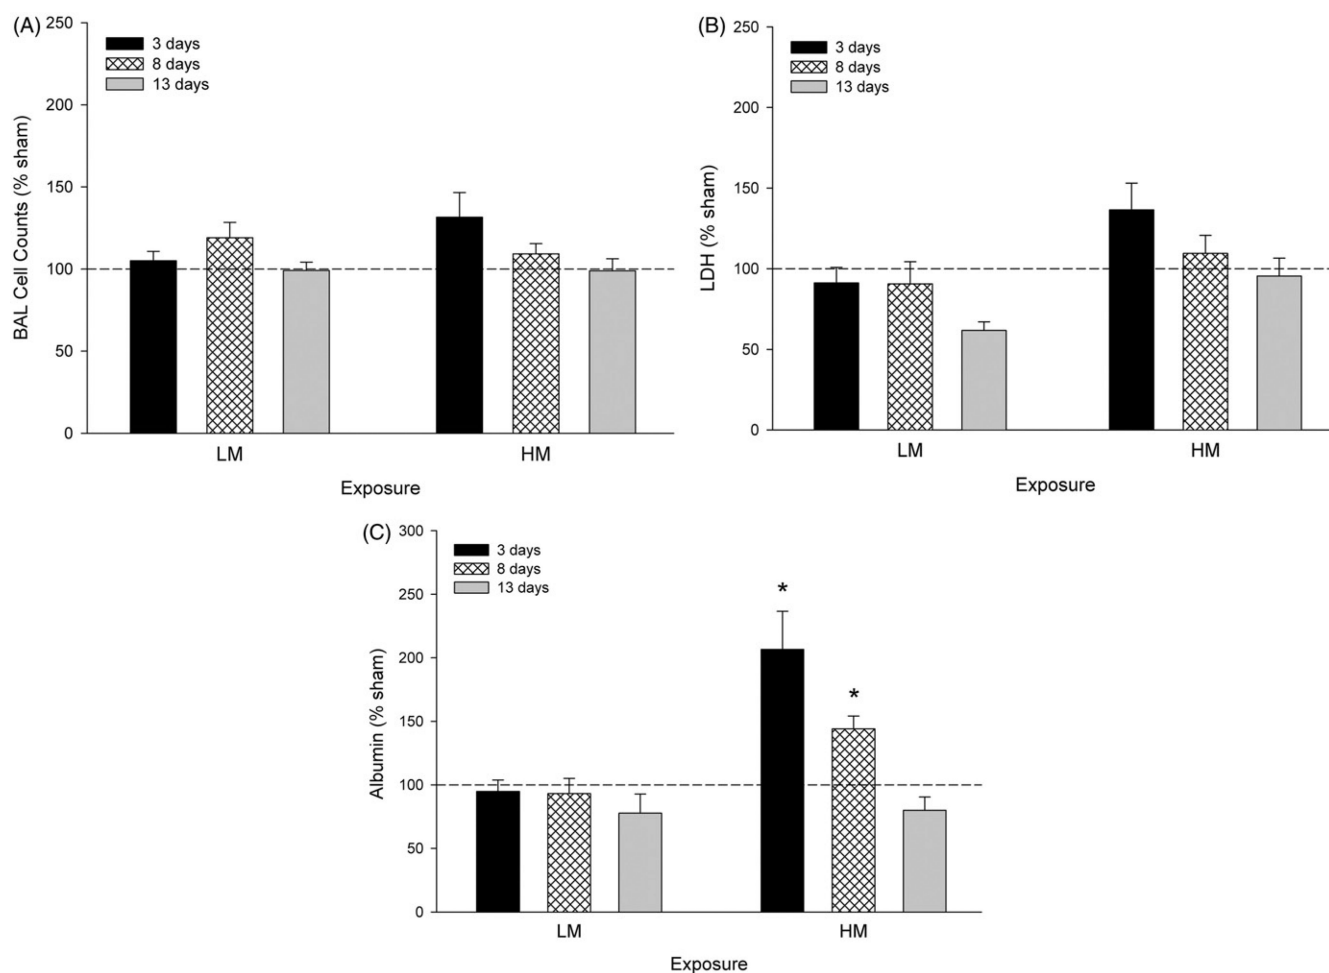 (A)
250
200
150
100
50
0
BAL Cell Counts (% sham)
3 days
8 days
13 days
LM
HM
Exposure
(B)
250
200
150
100
50
0
LDH (% sham)
3 days
8 days
13 days
LM
HM
Exposure
(C)
300
250
200
150
100
50
0
Albumin (% sham)
3 days
8 days
13 days
*
*
LM
HM
Exposure